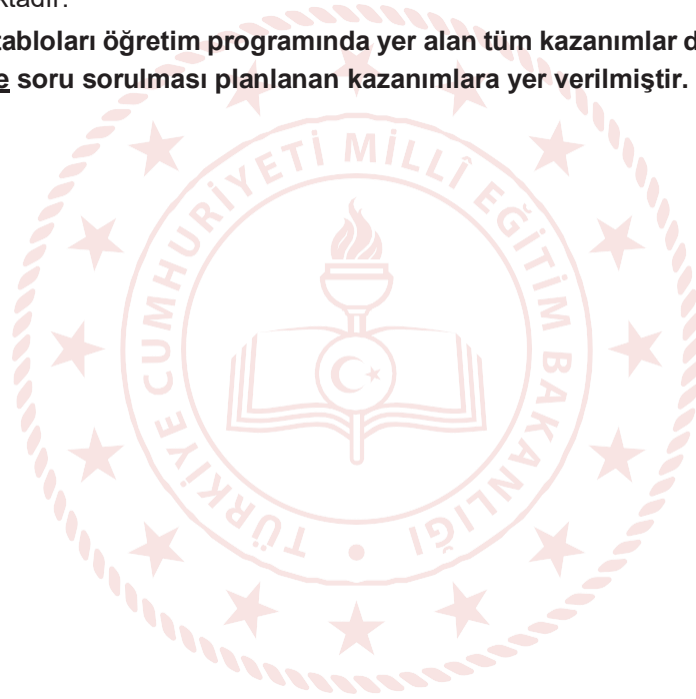 ktadır.
tabloları öğretim programında yer alan tüm kazanımlar d
e soru sorulması planlanan kazanımlara yer verilmiştir.
TÜRKİYE CUMHURİYETİ MİLLÎ EĞİTİM BAKANLIĞI